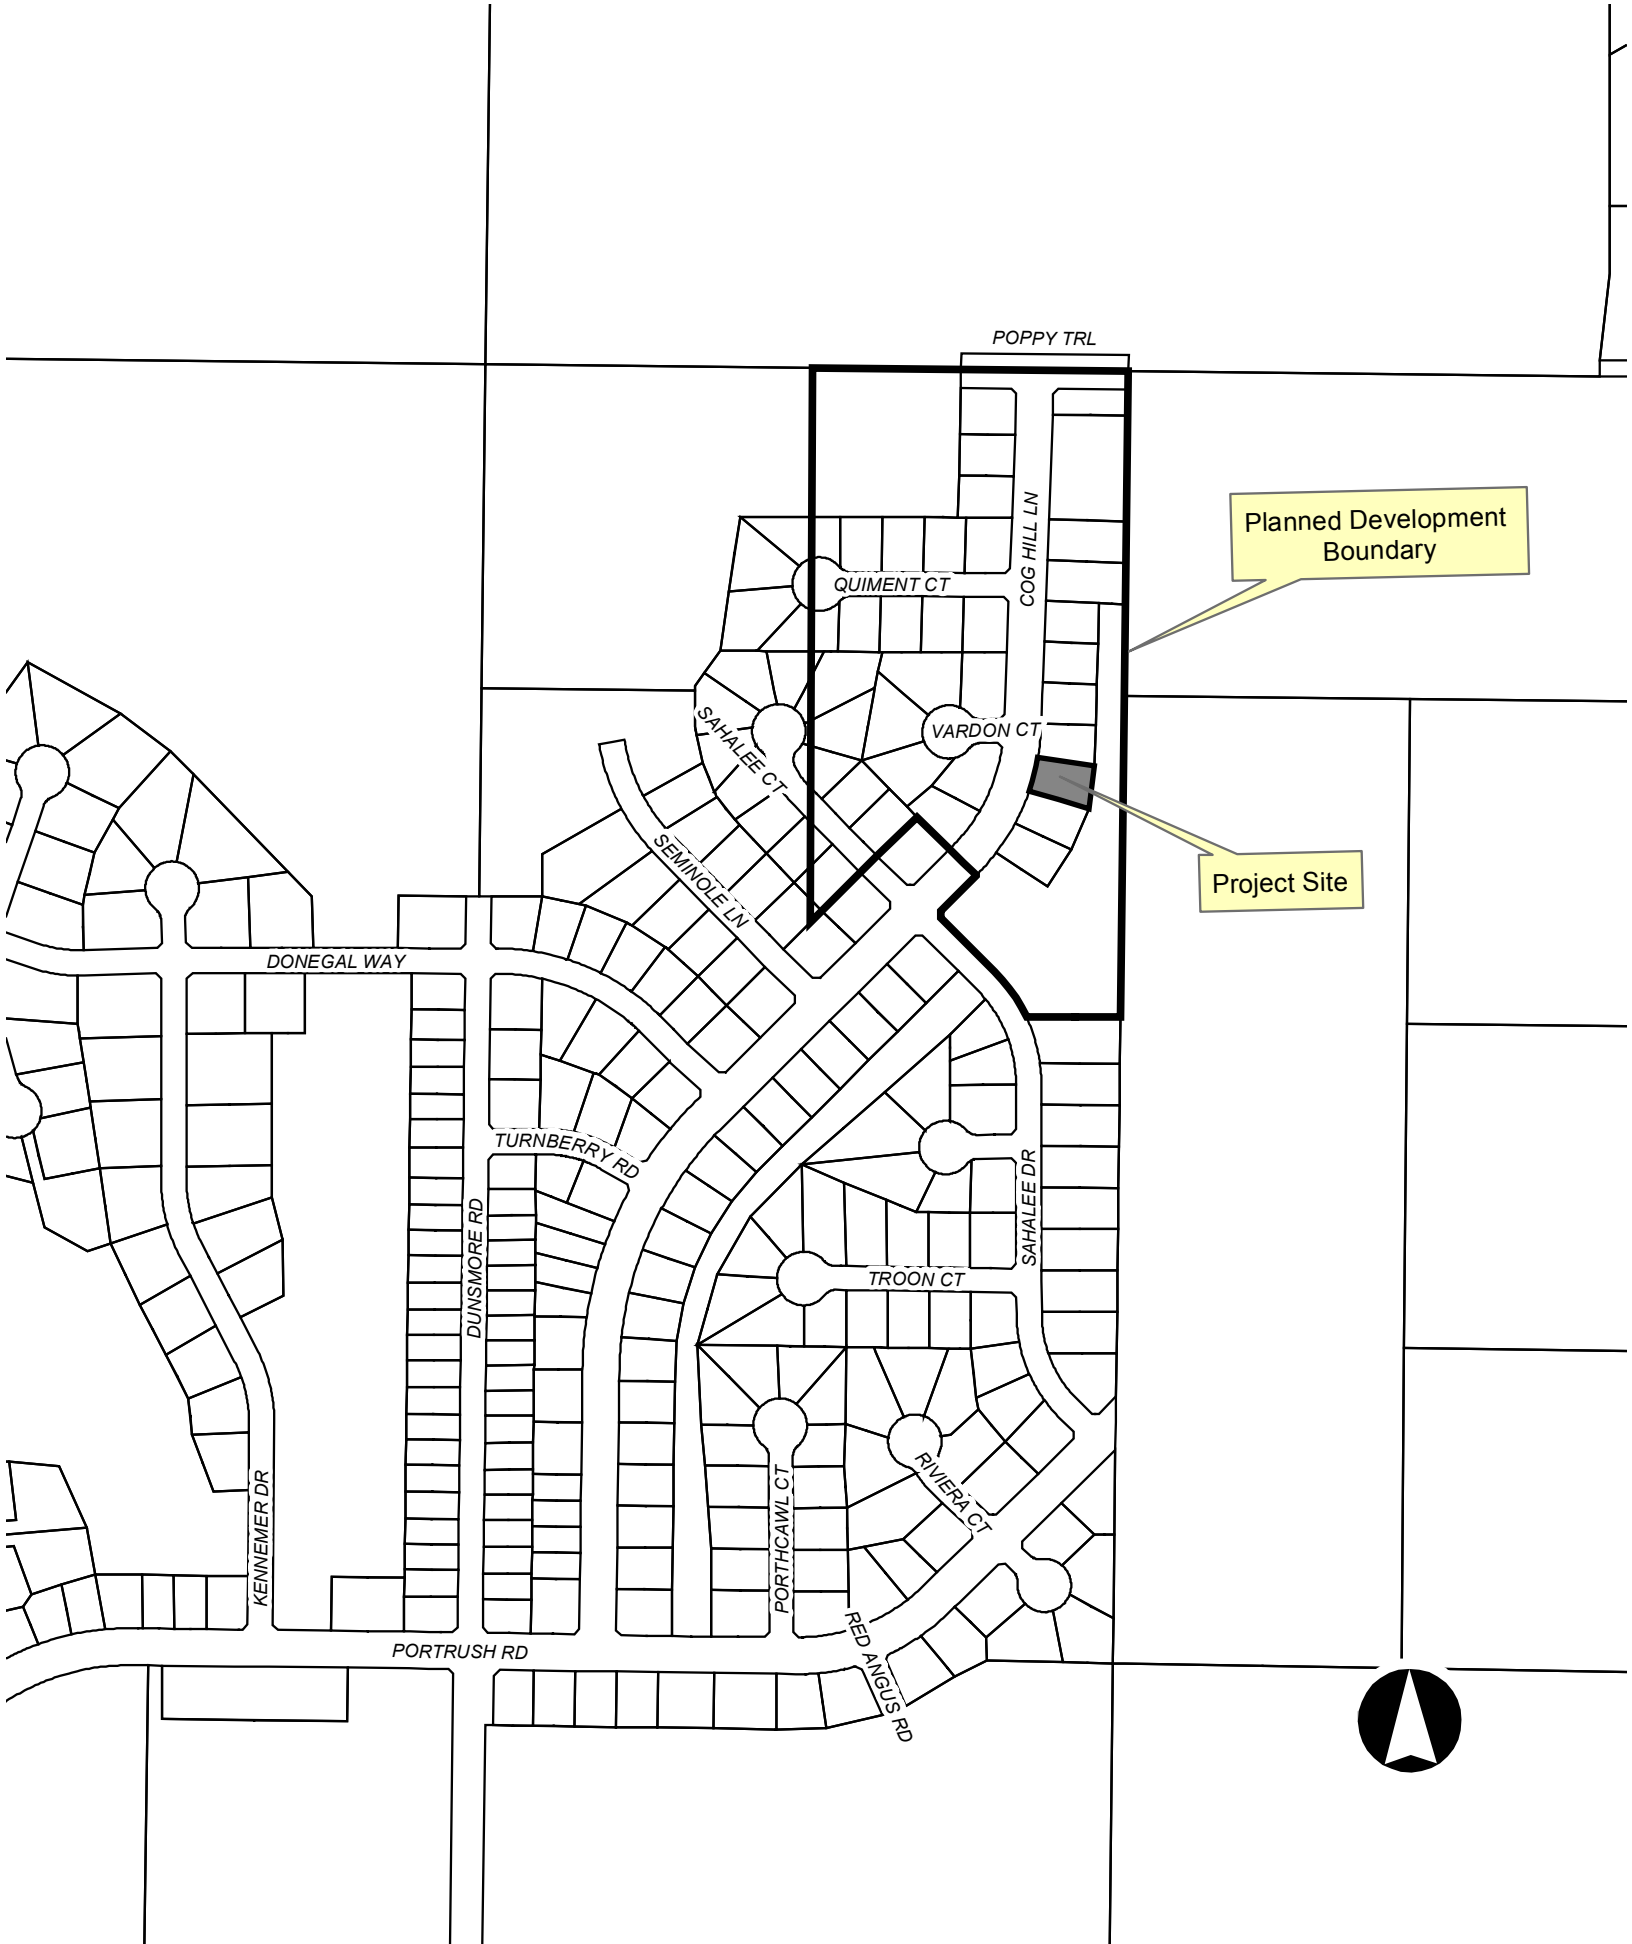 POPPY TRL
COG HILL LN
Planned Development
Boundary
QUIMENT CT
VARDON CT
SAHALEE CT
SEMINOLE LN
Project Site
DONEGAL WAY
TURNBERRY RD
DUNSMORE RD
SAHALEE DR
TROON CT
KENNEMER DR
PORTHCAWL CT
RIVIERA CT
PORTRUSH RD
RED ANGUS RD